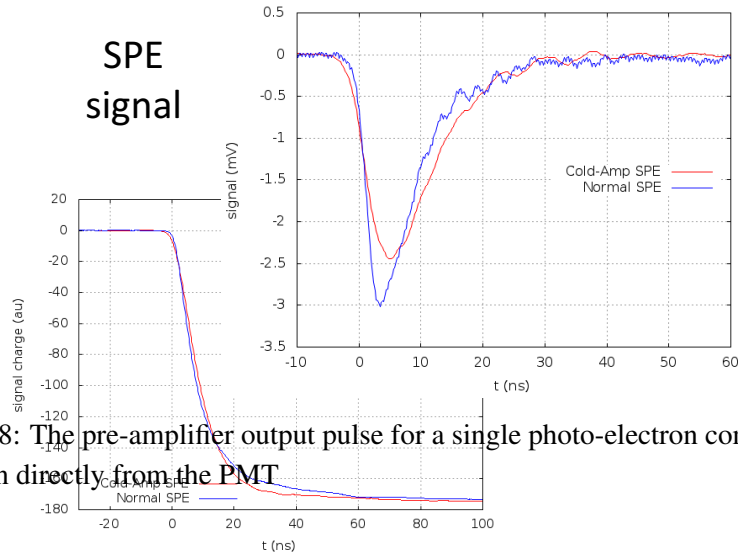 SPE
signal
0.5
0
-0.5
-1
-1.5
-2
-2.5
-3
-3.5
signal (mV)
Cold-Amp SPE
Normal SPE
-10 0 10 20 30 40 50 60
t (ns)
20
0
-20
-40
-60
-80
-100
-120
-140
-160
-180
signal charge (au)
Cold-Amp SPE
Normal SPE
-20 0 20 40 60 80 100
t (ns)
8: The pre-amplifier output pulse for a single photo-electron
directly from the PMT